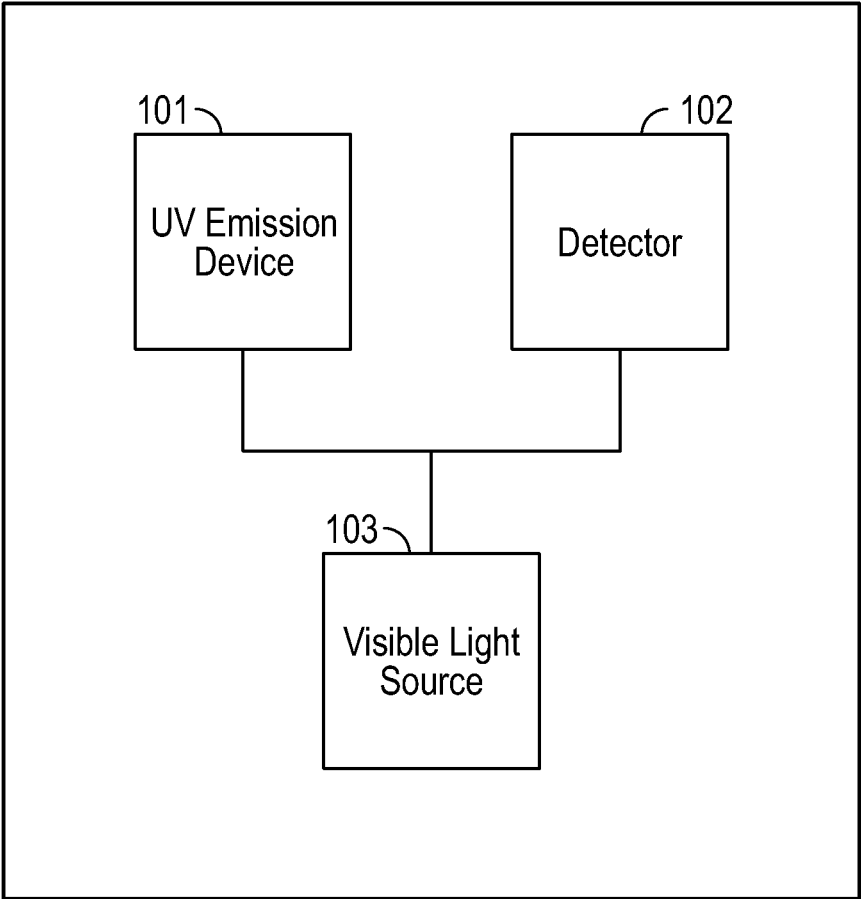 101
102
UV Emission
Device
Detector
103
Visible Light
Source